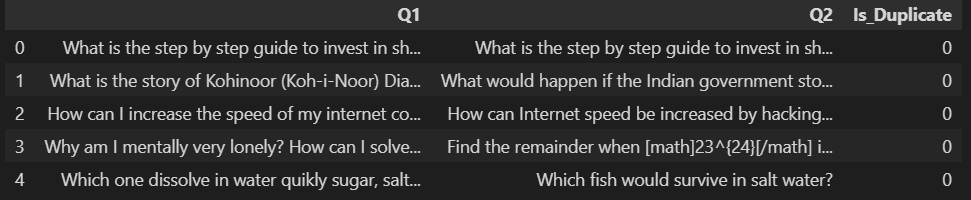 Q1 Q2 Is_Duplicate
0 What is the step by step guide to invest in sh... What is the step by step guide to invest in sh... 0
1 What is the story of Kohinoor (Koh-i-Noor) Dia... What would happen if the Indian government sto... 0
2 How can I increase the speed of my internet co... How can Internet speed be increased by hacking... 0
3 Why am I mentally very lonely? How can I solve... Find the remainder when [math]23^{24}[/math] i... 0
4 Which one dissolve in water quikly sugar, salt... Which fish would survive in salt water? 0